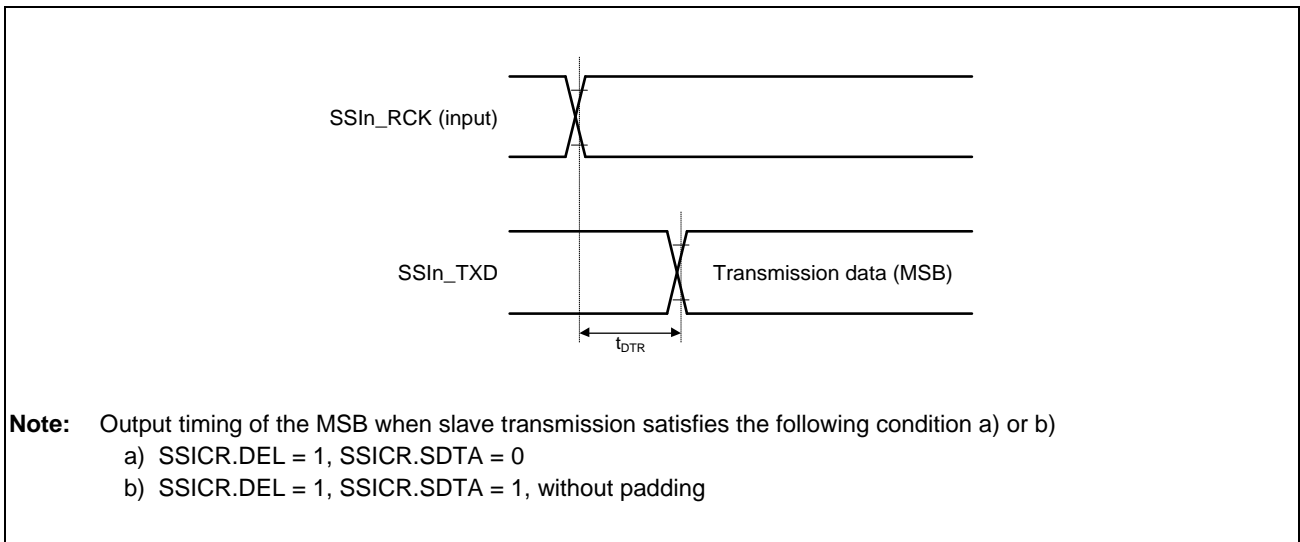 SSIn_RCK (input)
SSIn_TXD
Transmission data (MSB)
tDTR
Note: Output timing of the MSB when slave transmission satisfies the following condition a) or b)
a) SSICR.DEL = 1, SSICR.SDTA = 0
b) SSICR.DEL = 1, SSICR.SDTA = 1, without padding